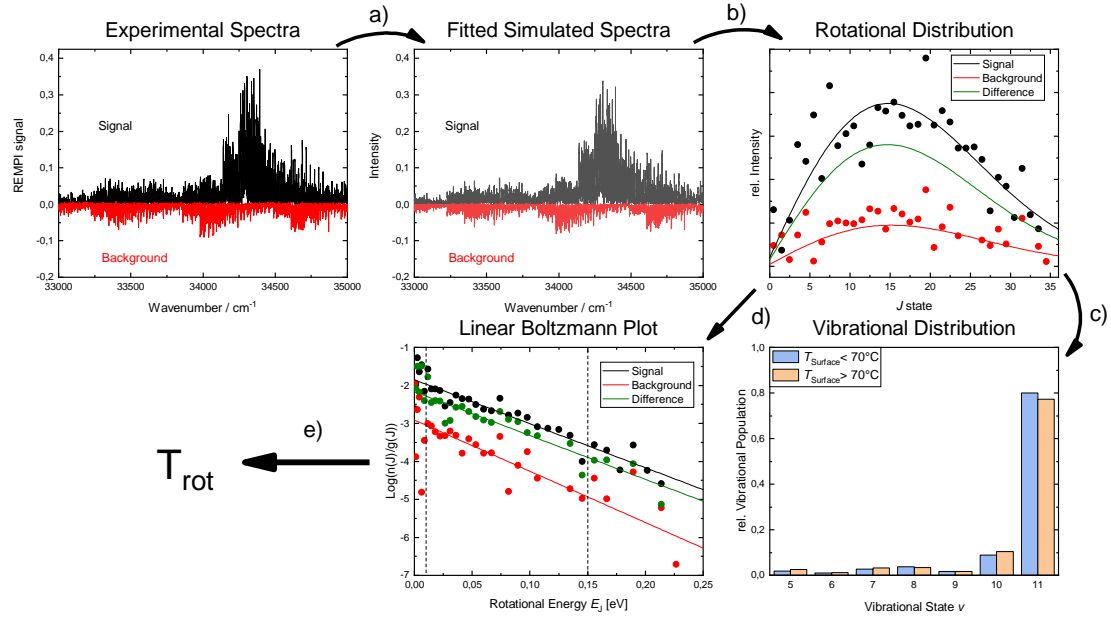 a)
b)
Experimental Spectra
Fitted Simulated Spectra
Rotational Distribution
0,4
0,3
0,2
0,1
0,0
-0,1
-0,2
REMPI signal
Signal
Background
33000
33500
34000
34500
35000
Wavenumber / cm⁻¹
0,4
0,3
0,2
0,1
0,0
-0,1
-0,2
Intensity
Signal
Background
33000
33500
34000
34500
35000
Wavenumber / cm⁻¹
rel. Intensity
Signal
Background
Difference
0
5
10
15
20
25
30
35
J state
c)
d)
e)
T_rot
Linear Boltzmann Plot
-1
-2
-3
-4
-5
-6
-7
Log(n(J)/g(J))
Signal
Background
Difference
0,00
0,05
0,10
0,15
0,20
0,25
Rotational Energy E_J [eV]
Vibrational Distribution
1,0
0,8
0,6
0,4
0,2
0,0
rel. Vibrational Population
T_Surface < 70°C
T_Surface > 70°C
5
6
7
8
9
10
11
Vibrational State v